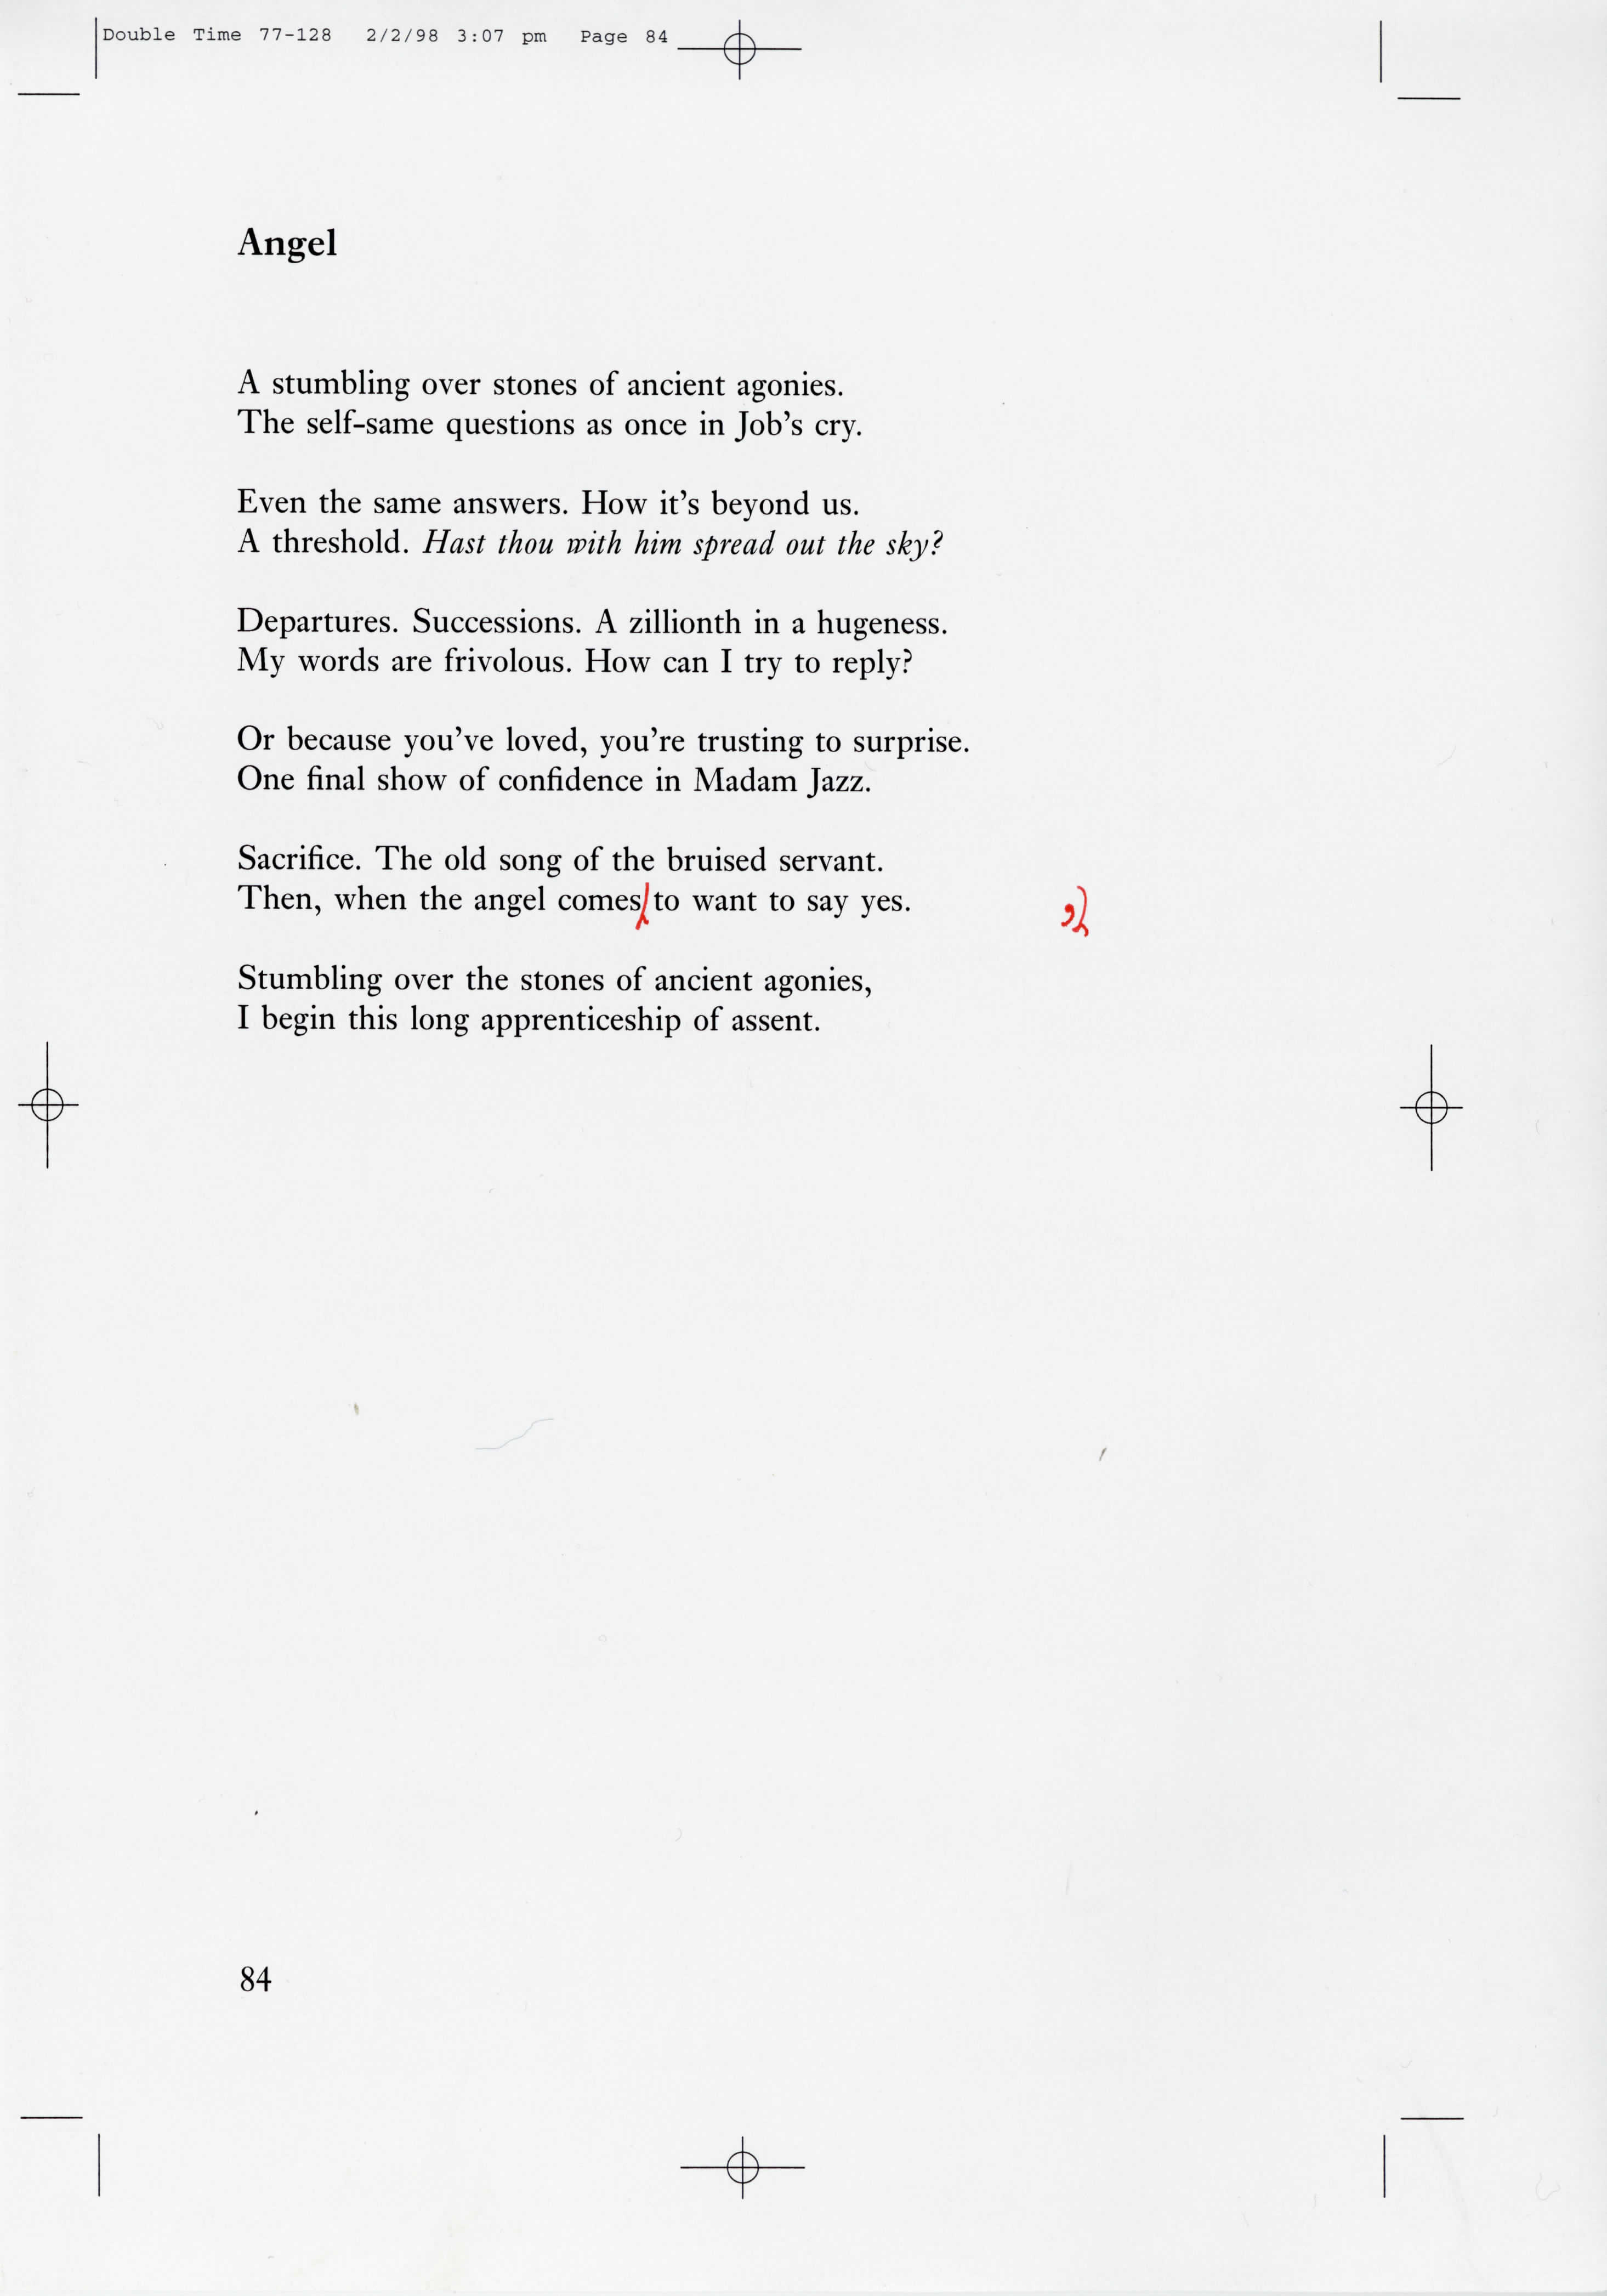 Double Time 77-128 2/2/98 3:07 pm Page 84
Angel
A stumbling over stones of ancient agonies.
The self-same questions as once in Job's cry.
Even the same answers. How it's beyond us.
A threshold. Hast thou with him spread out the sky?
Departures. Successions. A zillionth in a hugeness.
My words are frivolous. How can I try to reply?
Or because you've loved, you're trusting to surprise.
One final show of confidence in Madam Jazz.
Sacrifice. The old song of the bruised servant.
Then, when the angel comes to want to say yes.
,
Stumbling over the stones of ancient agonies,
I begin this long apprenticeship of assent.
84